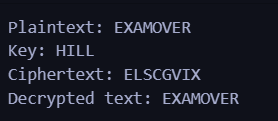 Plaintext: EXAMOVER
Key: HILL
Ciphertext: ELSCGVIX
Decrypted text: EXAMOVER